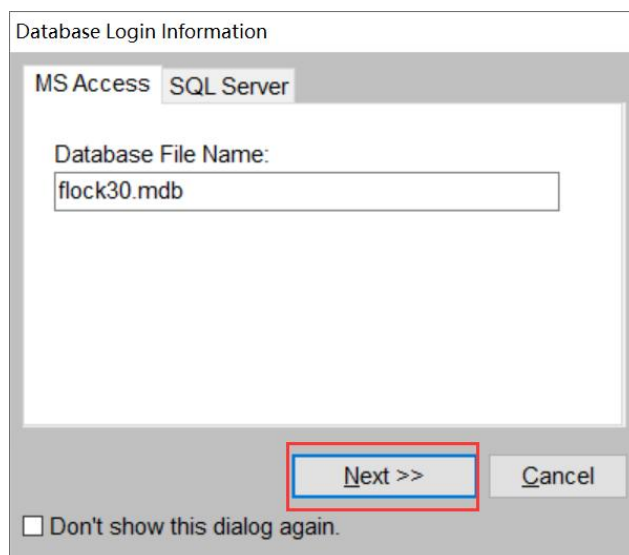 Database Login Information
MS Access SQL Server
Database File Name:
flock30.mdb
Next >> Cancel
Don't show this dialog again.